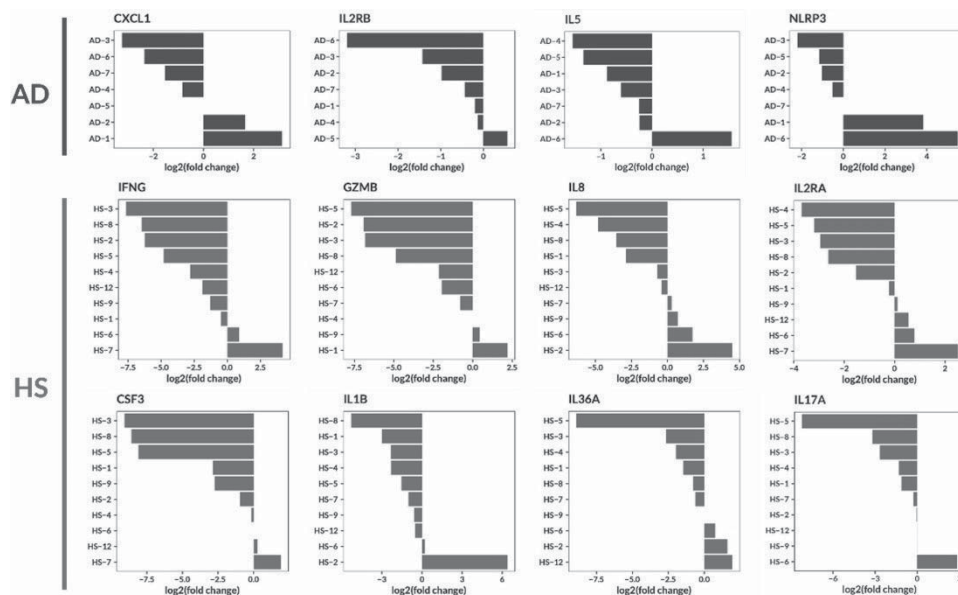 AD
CXCL1
AD-3
AD-6
AD-7
AD-4
AD-5
AD-2
AD-1
-2 0 2
log2(fold change)
IL2RB
AD-6
AD-3
AD-2
AD-7
AD-1
AD-4
AD-5
-3 -2 -1 0
log2(fold change)
IL5
AD-4
AD-5
AD-1
AD-3
AD-7
AD-2
AD-6
-1 0 1
log2(fold change)
NLRP3
AD-3
AD-5
AD-2
AD-4
AD-7
AD-1
AD-6
-2 0 2 4
log2(fold change)
HS
IFNG
HS-3
HS-8
HS-2
HS-5
HS-4
HS-12
HS-9
HS-1
HS-6
HS-7
-7.5 -5.0 -2.5 0.0 2.5
log2(fold change)
GZMB
HS-5
HS-2
HS-3
HS-8
HS-12
HS-6
HS-7
HS-4
HS-9
HS-1
-7.5 -5.0 -2.5 0.0 2.5
log2(fold change)
IL8
HS-5
HS-4
HS-8
HS-1
HS-3
HS-12
HS-7
HS-9
HS-6
HS-2
-5.0 -2.5 0.0 2.5 5.0
log2(fold change)
IL2RA
HS-4
HS-5
HS-3
HS-8
HS-2
HS-1
HS-9
HS-12
HS-6
HS-7
-4 -2 0 2
log2(fold change)
CSF3
HS-3
HS-8
HS-5
HS-1
HS-9
HS-2
HS-4
HS-6
HS-12
HS-7
-7.5 -5.0 -2.5 0.0
log2(fold change)
IL1B
HS-8
HS-1
HS-3
HS-4
HS-5
HS-7
HS-9
HS-12
HS-6
HS-2
-3 0 3 6
log2(fold change)
IL36A
HS-5
HS-3
HS-4
HS-1
HS-8
HS-7
HS-9
HS-6
HS-2
HS-12
-7.5 -5.0 -2.5 0.0
log2(fold change)
IL17A
HS-5
HS-8
HS-3
HS-4
HS-1
HS-7
HS-2
HS-12
HS-9
HS-6
-6 -3 0
log2(fold change)